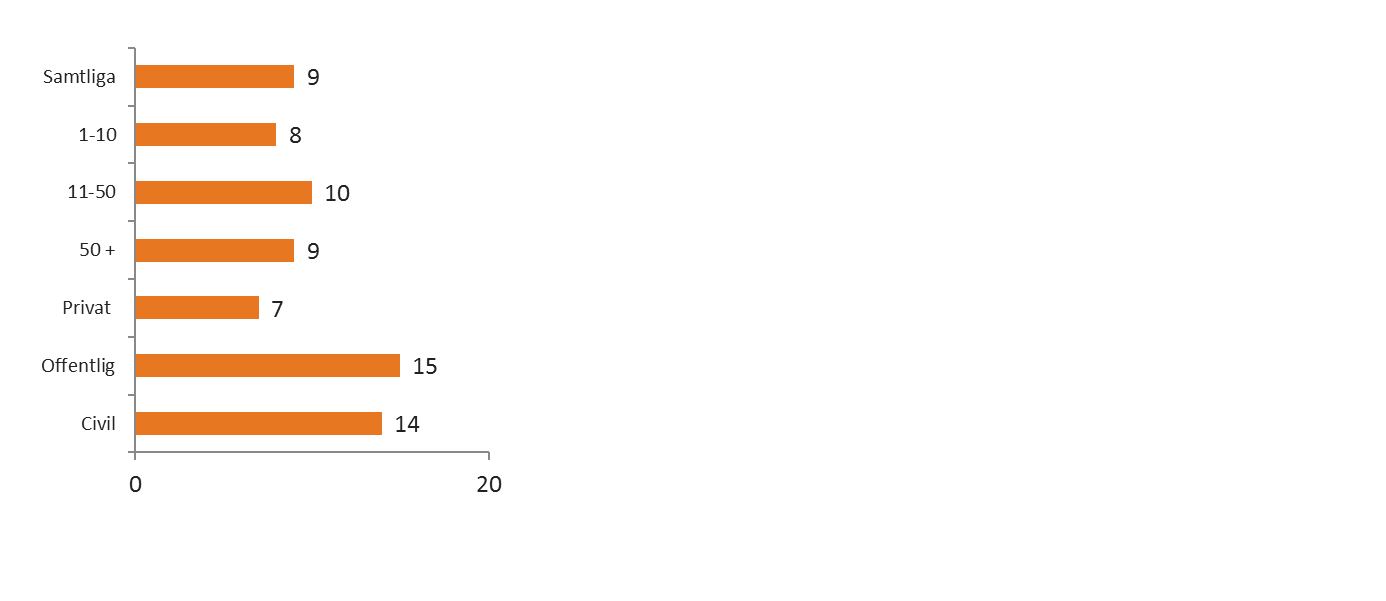 Samtliga 9
1-10 8
11-50 10
50 + 9
Privat 7
Offentlig 15
Civil 14
0 20